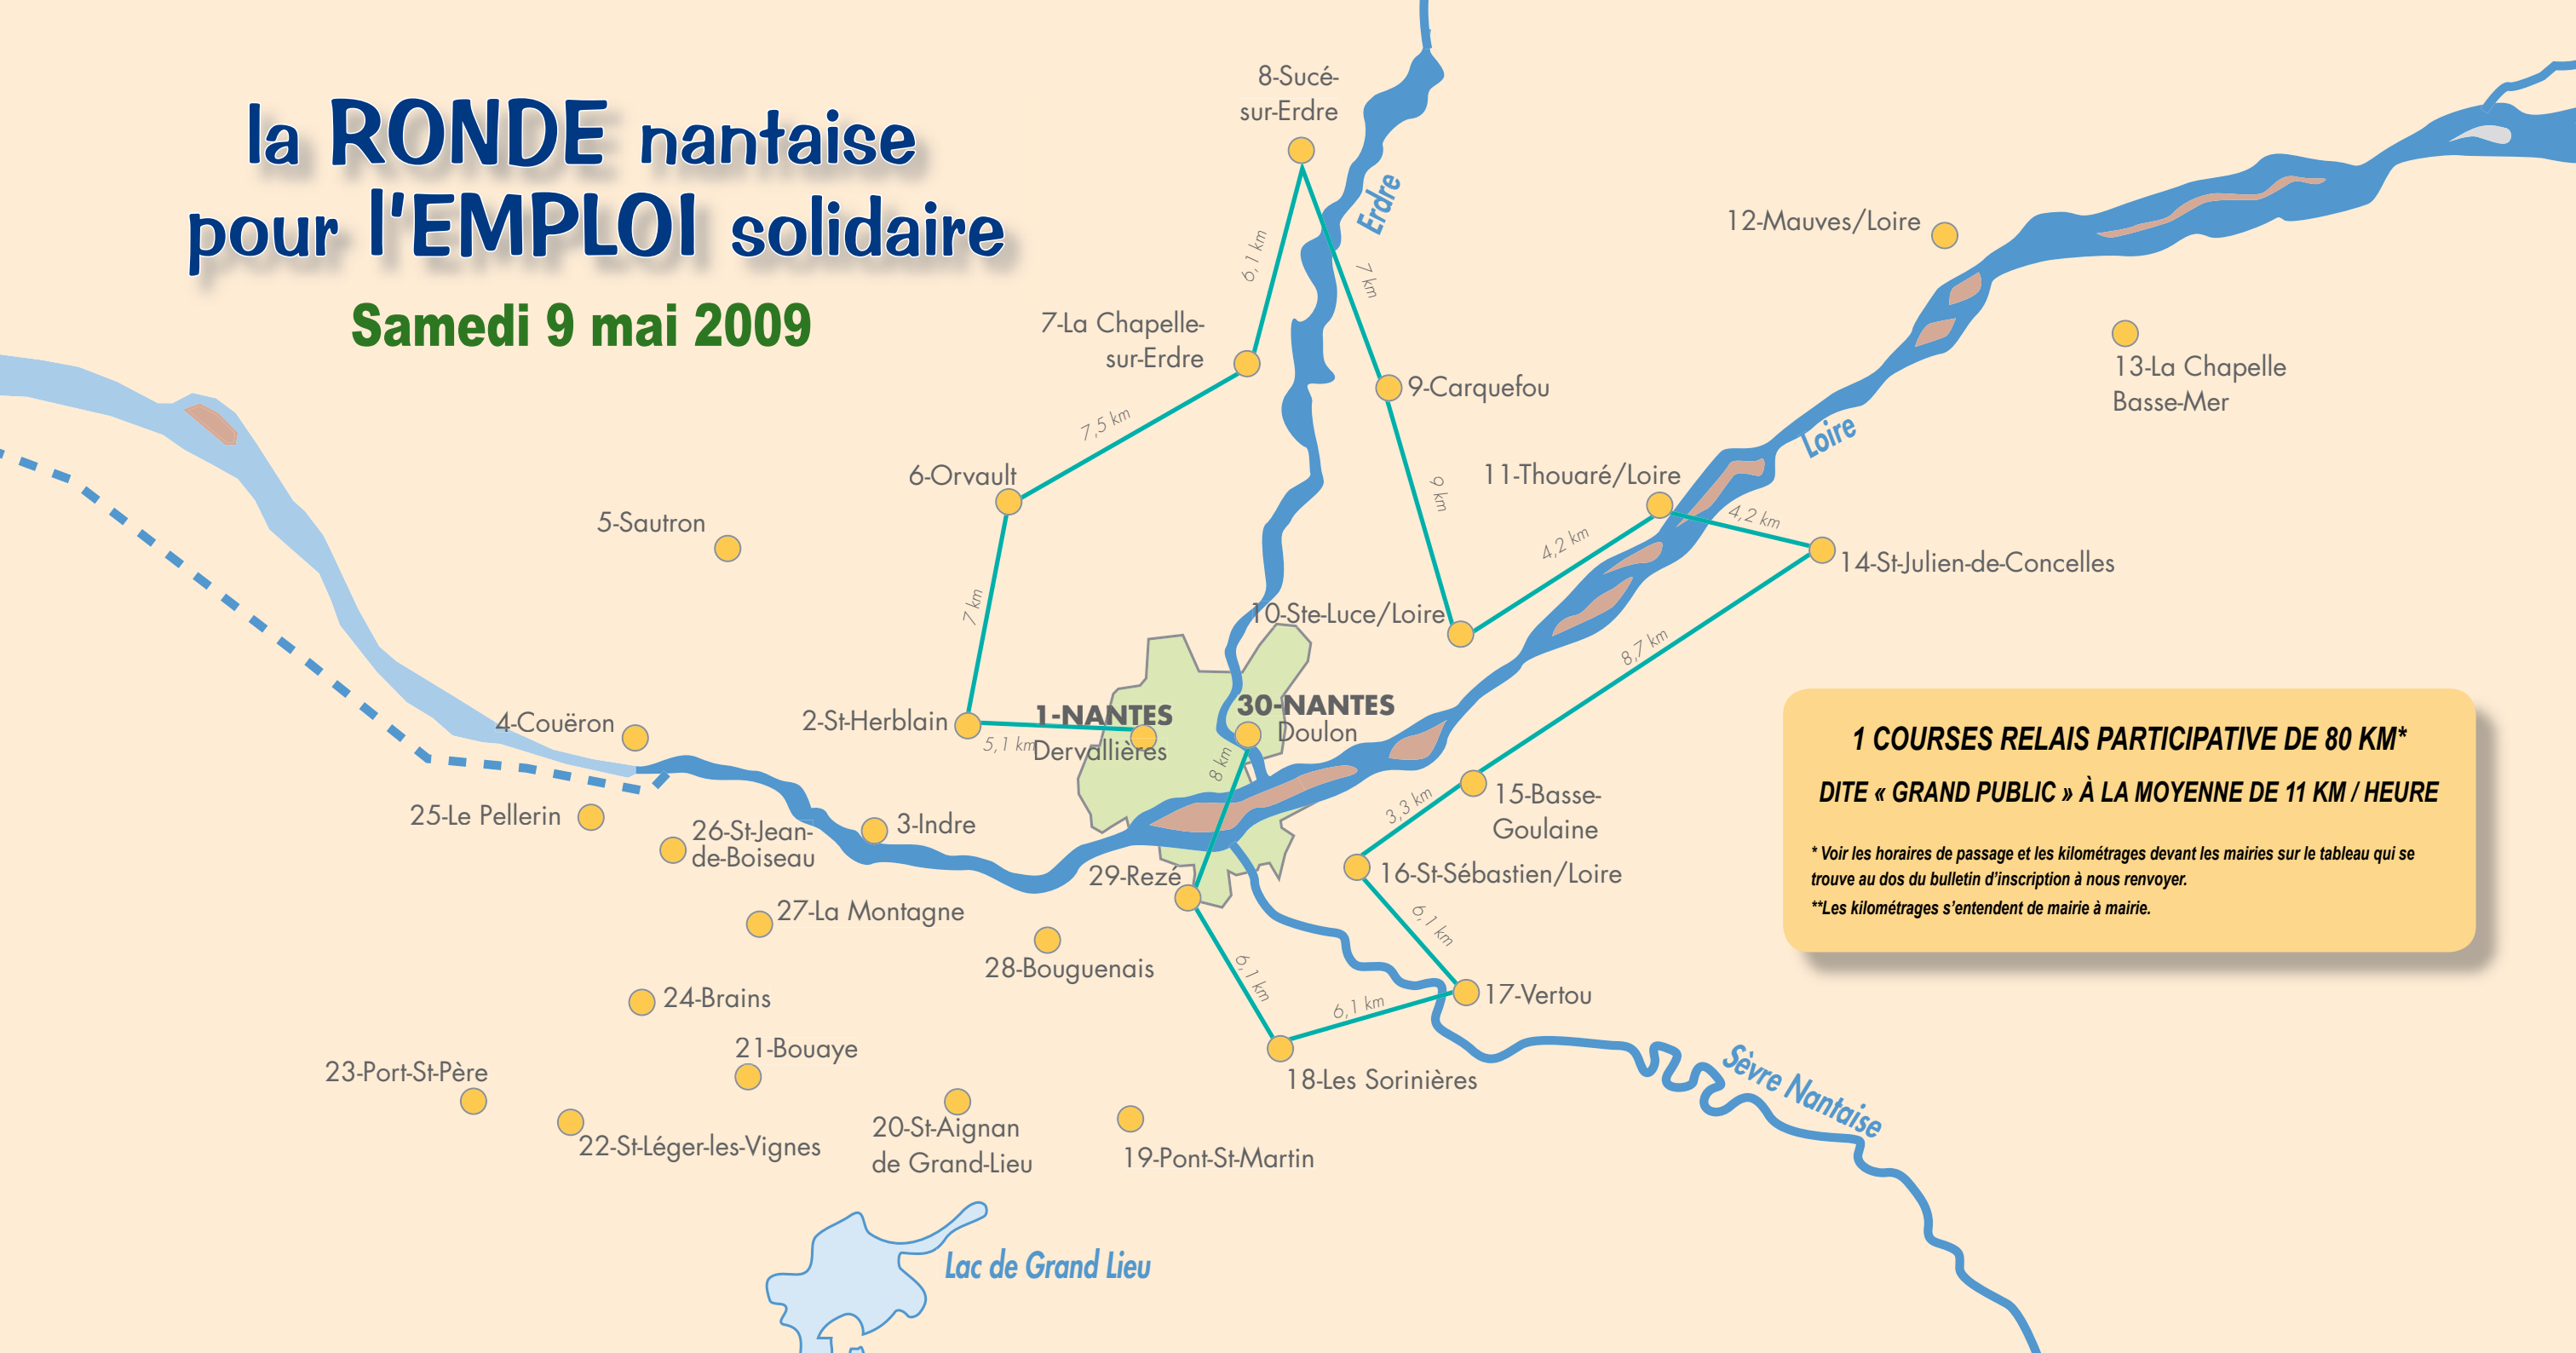 la RONDE nantaise
pour l'EMPLOI solidaire
Samedi 9 mai 2009
8-Sucé-
sur-Erdre
Erdre
6,1 km
7 km
12-Mauves/Loire
7-La Chapelle-
sur-Erdre
9-Carquefou
13-La Chapelle
Basse-Mer
7,5 km
Loire
6-Orvault
11-Thouaré/Loire
9 km
5-Sautron
4,2 km
4,2 km
14-St-Julien-de-Concelles
7 km
10-Ste-Luce/Loire
8,7 km
4-Couëron
2-St-Herblain
5,1 km
1-NANTES
Dervallières
30-NANTES
Doulon
8 km
1 COURSES RELAIS PARTICIPATIVE DE 80 KM*
DITE « GRAND PUBLIC » À LA MOYENNE DE 11 KM / HEURE
* Voir les horaires de passage et les kilométrages devant les mairies sur le tableau qui se
trouve au dos du bulletin d'inscription à nous renvoyer.
**Les kilométrages s'entendent de mairie à mairie.
25-Le Pellerin
26-St-Jean-
de-Boiseau
3-Indre
3,3 km
15-Basse-
Goulaine
29-Rezé
16-St-Sébastien/Loire
27-La Montagne
6,1 km
28-Bouguenais
6,1 km
24-Brains
6,1 km
17-Vertou
21-Bouaye
23-Port-St-Père
18-Les Sorinières
Sèvre Nantaise
22-St-Léger-les-Vignes
20-St-Aignan
de Grand-Lieu
19-Pont-St-Martin
Lac de Grand Lieu